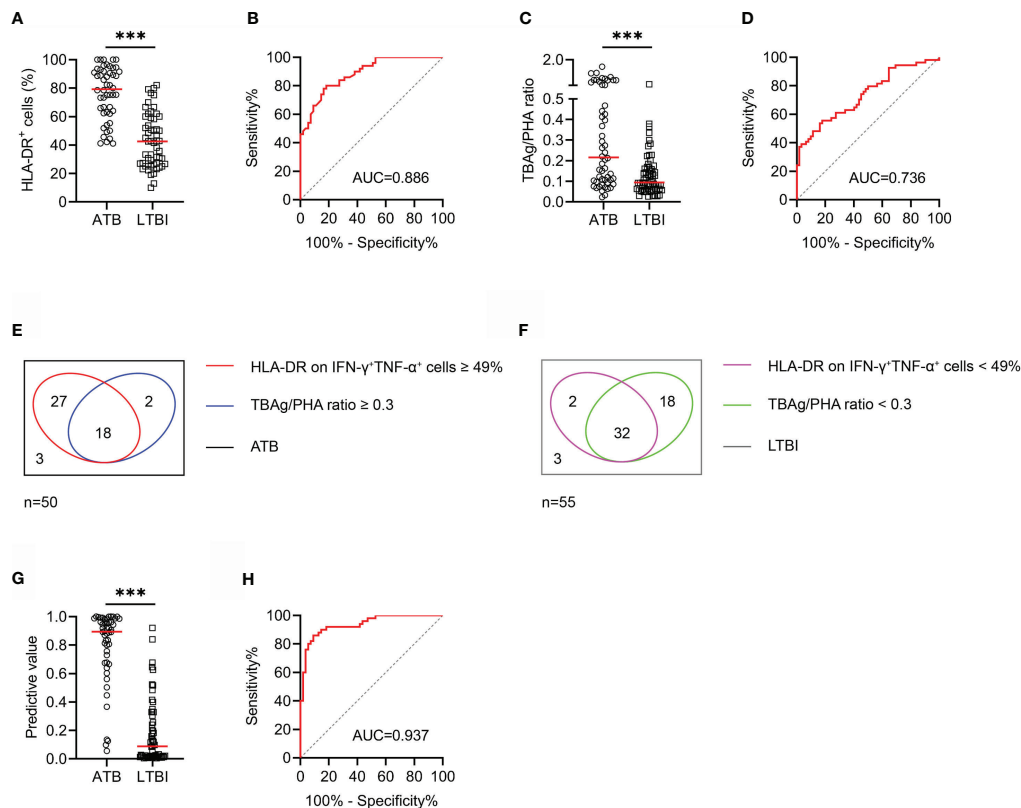 A
***
HLA-DR⁺ cells (%)
100
80
60
40
20
0
ATB LTBI
B
Sensitivity%
100
80
60
40
20
0
AUC=0.886
0 20 40 60 80 100
100% - Specificity%
C
***
TBAg/PHA ratio
2.0
0.5
0.5
0.4
0.3
0.2
0.1
0.0
ATB LTBI
D
Sensitivity%
100
80
60
40
20
0
AUC=0.736
0 20 40 60 80 100
100% - Specificity%
E
27 2
18
3
n=50
HLA-DR on IFN-γ⁺TNF-α⁺ cells ≥ 49%
TBAg/PHA ratio ≥ 0.3
ATB
F
2 18
32
3
n=55
HLA-DR on IFN-γ⁺TNF-α⁺ cells < 49%
TBAg/PHA ratio < 0.3
LTBI
G
***
Predictive value
1.0
0.8
0.6
0.4
0.2
0.0
ATB LTBI
H
Sensitivity%
100
80
60
40
20
0
AUC=0.937
0 20 40 60 80 100
100% - Specificity%